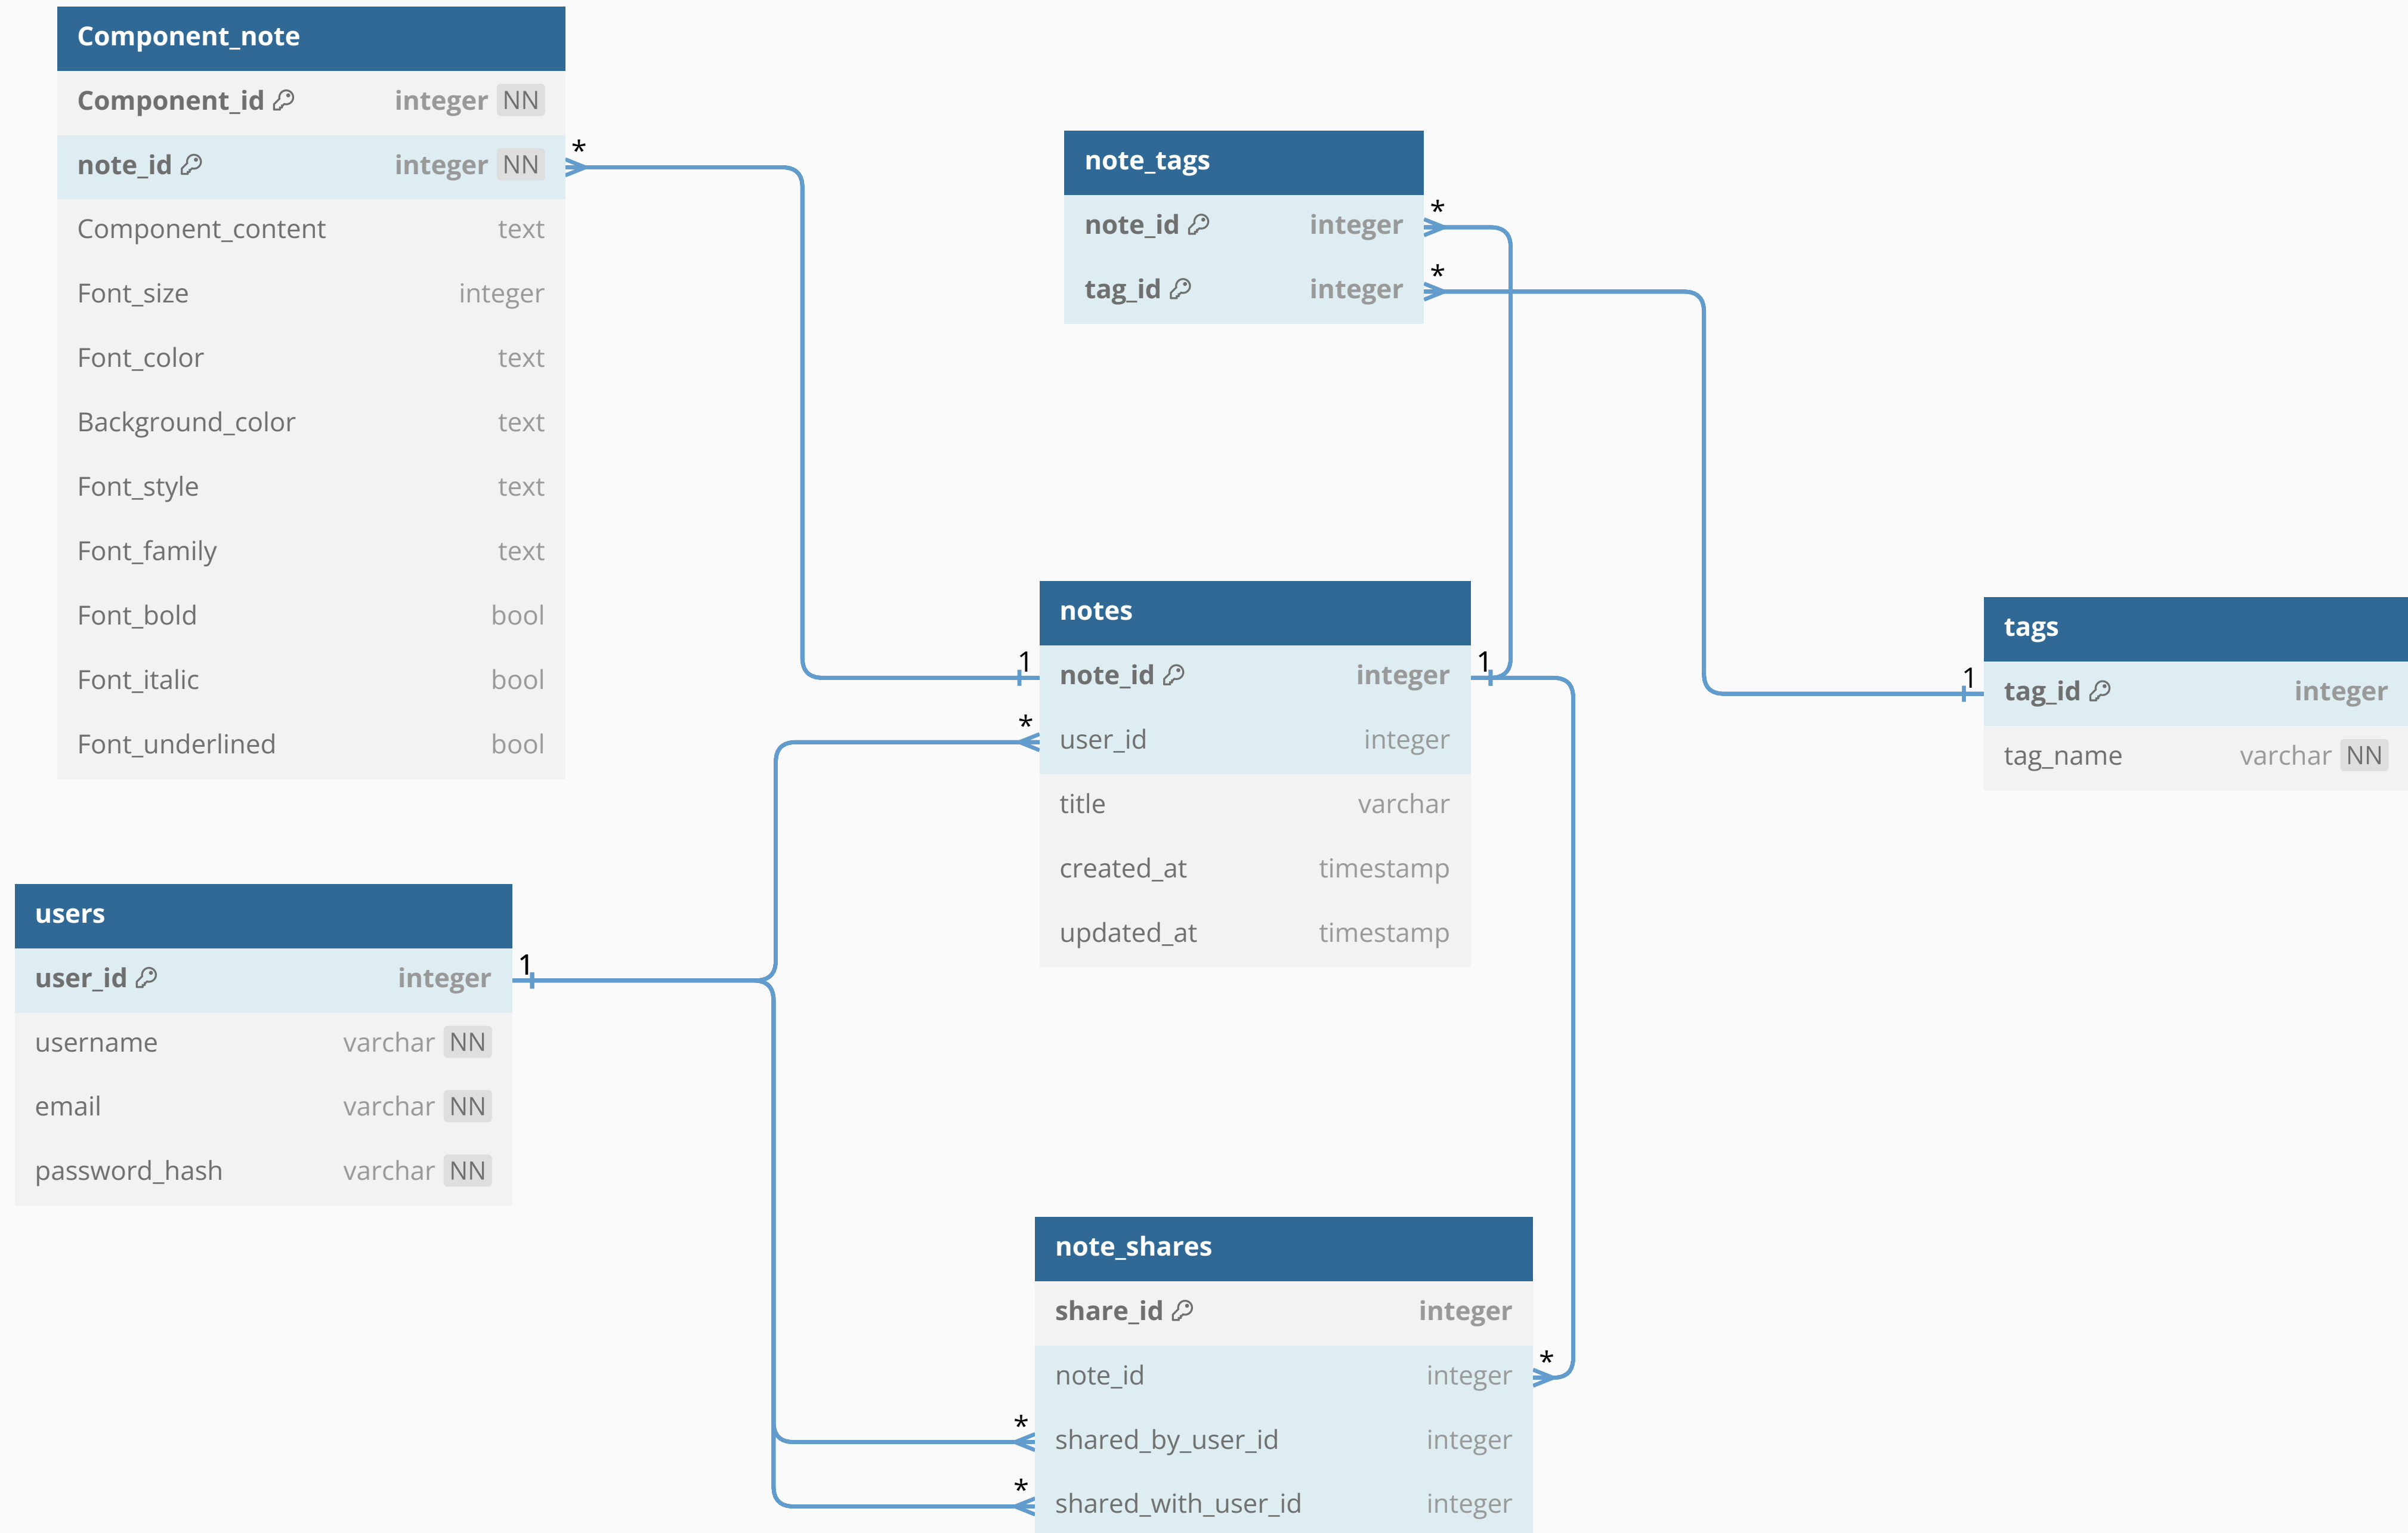 Component_note
Component_id integer NN
note_id integer NN
Component_content text
Font_size integer
Font_color text
Background_color text
Font_style text
Font_family text
Font_bold bool
Font_italic bool
Font_underlined bool
*
note_tags
note_id integer
tag_id integer
*
*
notes
note_id integer
user_id integer
title varchar
created_at timestamp
updated_at timestamp
1
*
1
tags
tag_id integer
tag_name varchar NN
1
users
user_id integer
username varchar NN
email varchar NN
password_hash varchar NN
1
note_shares
share_id integer
note_id integer
shared_by_user_id integer
shared_with_user_id integer
*
*
*